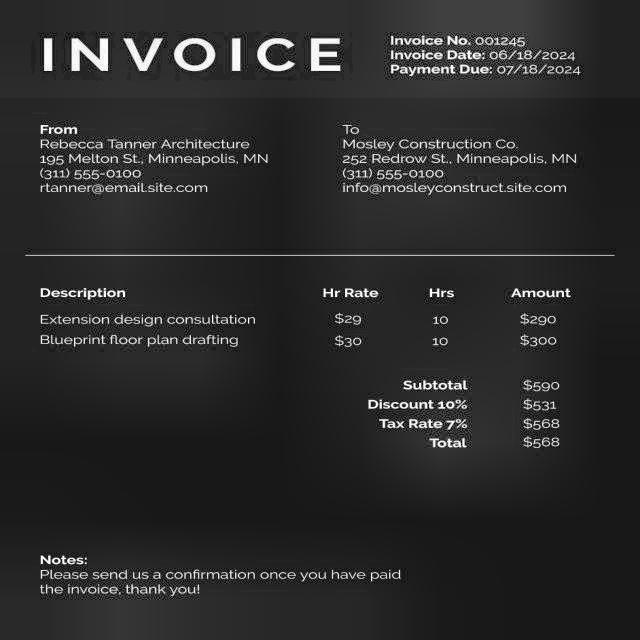 INVOICE
Invoice No. 001245
Invoice Date: 06/18/2024
Payment Due: 07/18/2024
From
Rebecca Tanner Architecture
195 Melton St., Minneapolis, MN
(311) 555-0100
rtanner@email.site.com
To
Mosley Construction Co.
252 Redrow St., Minneapolis, MN
(311) 555-0100
info@mosleyconstruct.site.com
Description Hr Rate Hrs Amount
Extension design consultation $29 10 $290
Blueprint floor plan drafting $30 10 $300
Subtotal $590
Discount 10% $531
Tax Rate 7% $568
Total $568
Notes:
Please send us a confirmation once you have paid
the invoice, thank you!